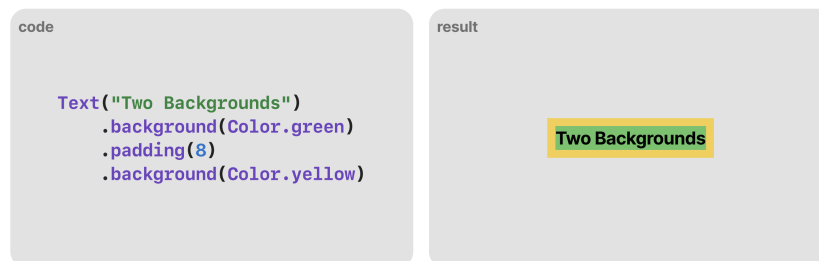 code
Text("Two Backgrounds")
    .background(Color.green)
    .padding(8)
    .background(Color.yellow)
result
Two Backgrounds